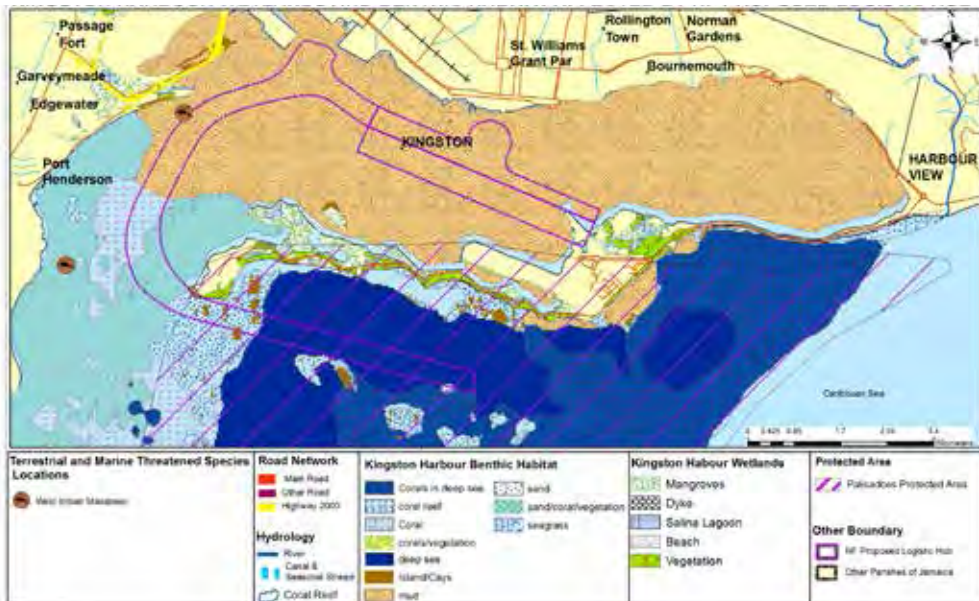 Passage
Fort
Garveymeade
Edgewater
Port
Henderson
St. Williams
Grant Par
Rollington
Town
Norman
Gardens
Bournemouth
KINGSTON
HARBOUR
VIEW
Caribbean Sea
Terrestrial and Marine Threatened Species
Locations
West Indian Manatees
Road Network
Main Road
Other Road
Highway 2000
Hydrology
River
Canal &
Seasonal Stream
Coral Reef
Kingston Harbour Benthic Habitat
Corals in deep sea
coral reef
Coral
corals/vegetation
deep sea
Island/Cays
mud
sand
sand/coral/vegetation
seagrass
Kingston Habour Wetlands
Mangroves
Dyke
Salina Lagoon
Beach
Vegetation
Protected Area
Palisadoes Protected Area
Other Boundary
Proposed Logistic Hub
Other Parishes of Jamaica